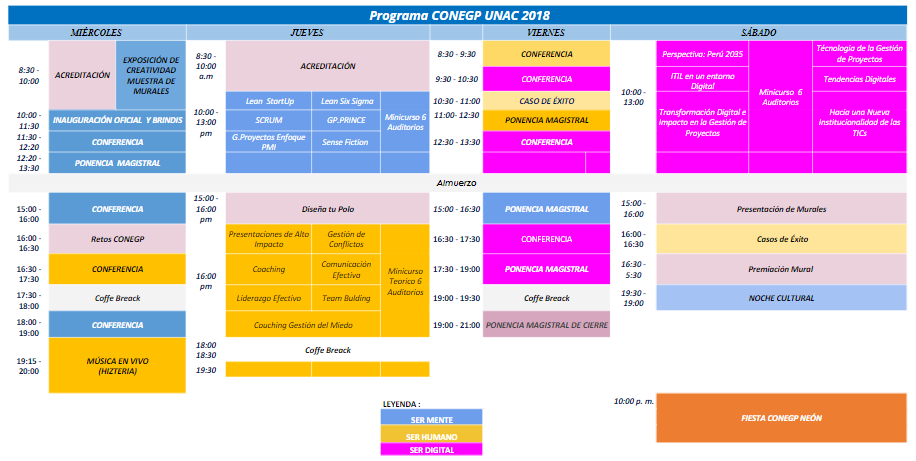 Programa CONEGP UNAC 2018
MIÉRCOLES
JUEVES
VIERNES
SÁBADO
8:30 -
10:00
ACREDITACIÓN
EXPOSICIÓN DE
CREATIVIDAD
MUESTRA DE
MURALES
10:00 -
11:30
INAUGURACIÓN OFICIAL Y BRINDIS
11:30 -
12:20
CONFERENCIA
12:20 -
13:30
PONENCIA MAGISTRAL
8:30 -
10:00
a.m
ACREDITACIÓN
10:00 -
13:00
pm
Lean StartUp
Lean Six Sigma
SCRUM
GP.PRINCE
G.Proyectos Enfoque
PMI
Sense Fiction
Minicurso 6
Auditorios
8:30 - 9:30
CONFERENCIA
9:30 - 10:30
CONFERENCIA
10:30 - 11:00
CASO DE ÉXITO
11:00- 12:30
PONENCIA MAGISTRAL
12:30 - 13:30
CONFERENCIA
10:00 -
13:00
Perspectiva: Perú 2035
ITIL en un entorno
Digital
Transformación Digital e
Impacto en la Gestión de
Proyectos
Minicurso 6
Auditorios
Técnología de la Gestión
de Proyectos
Tendencias Digitales
Hacia una Nueva
Institucionalidad de las
TICs
Almuerzo
15:00 -
16:00
CONFERENCIA
16:00 -
16:30
Retos CONEGP
16:30 -
17:30
CONFERENCIA
17:30 -
18:00
Coffe Breack
18:00 -
19:00
CONFERENCIA
19:15 -
20:00
MÚSICA EN VIVO
(HIZTERIA)
15:00 -
16:00
pm
Diseña tu Polo
16:00
pm
Presentaciones de Alto
Impacto
Gestión de
Conflictos
Coaching
Comunicación
Efectiva
Liderazgo Efectivo
Team Bulding
Couching Gestión del Miedo
Minicurso
Teorico 6
Auditorios
18:00
18:30
Coffe Breack
19:30
15:00 - 16:30
PONENCIA MAGISTRAL
16:30 - 17:30
CONFERENCIA
17:30 - 19:00
PONENCIA MAGISTRAL
19:00 - 19:30
Coffe Breack
19:00 - 21:00
PONENCIA MAGISTRAL DE CIERRE
15:00 -
16:00
Presentación de Murales
16:00 -
16:30
Casos de Éxito
16:30
-5:30
Premiación Mural
19:30 -
19:00
NOCHE CULTURAL
10:00 p. m.
FIESTA CONEGP NEÓN
LEYENDA :
SER MENTE
SER HUMANO
SER DIGITAL